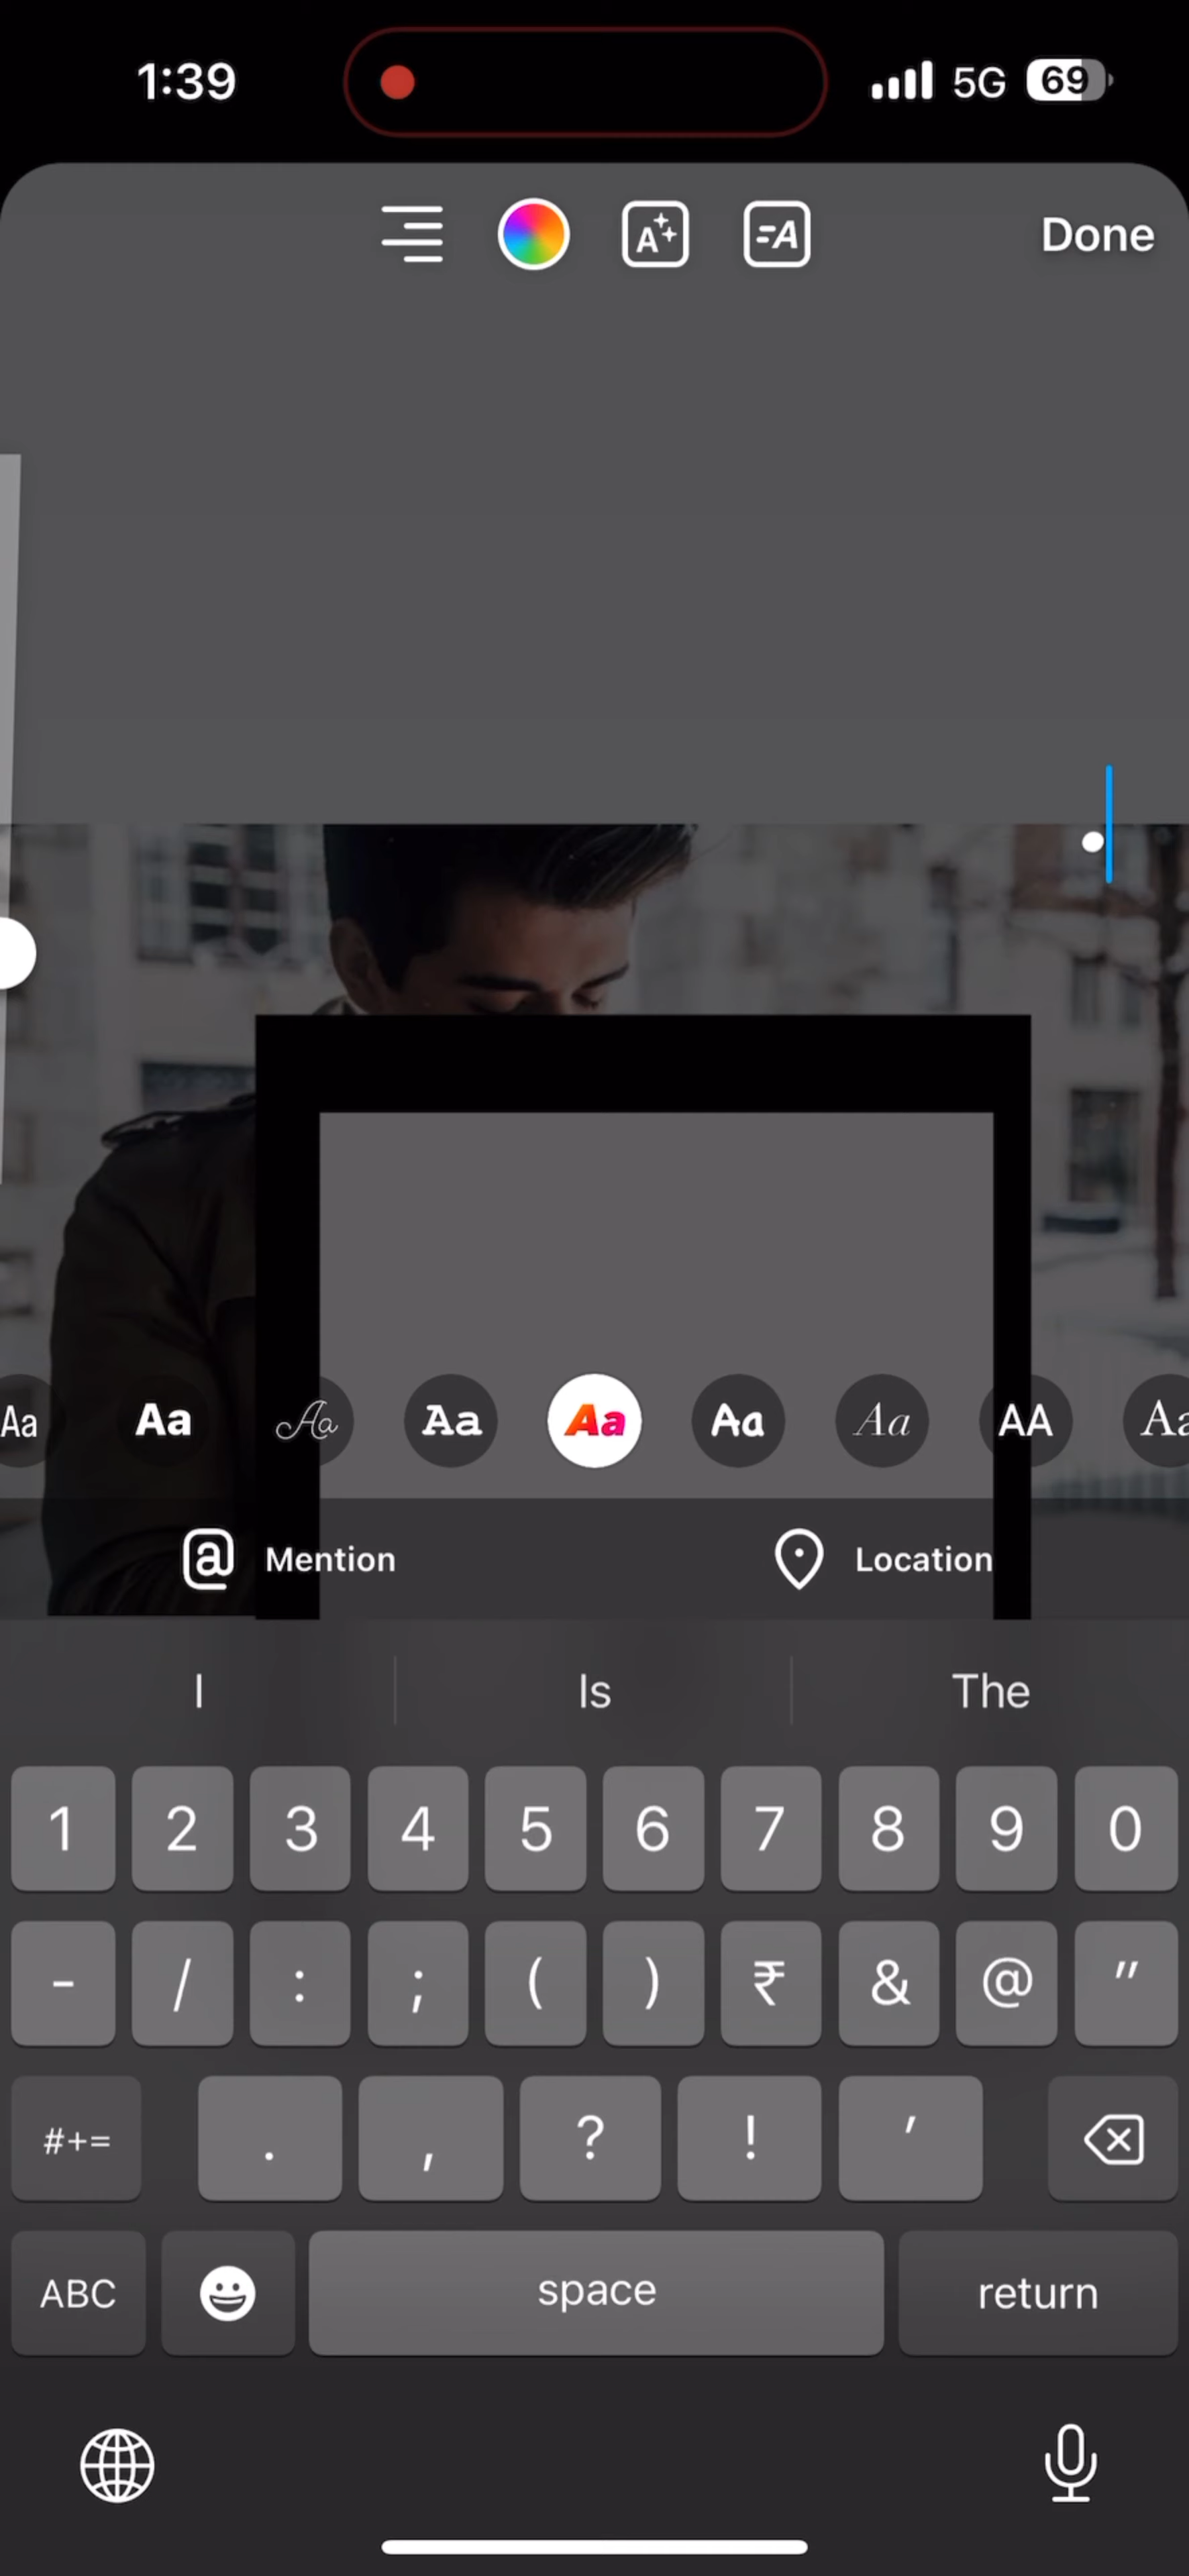 1:39 5G 69
Done
.
Aa Aa Aa Aa Aa Aa Aa AA Aa
Mention Location
I Is The
1 2 3 4 5 6 7 8 9 0
- / : ; ( ) ₹ & @ "
#+= . , ? ! '
ABC space return